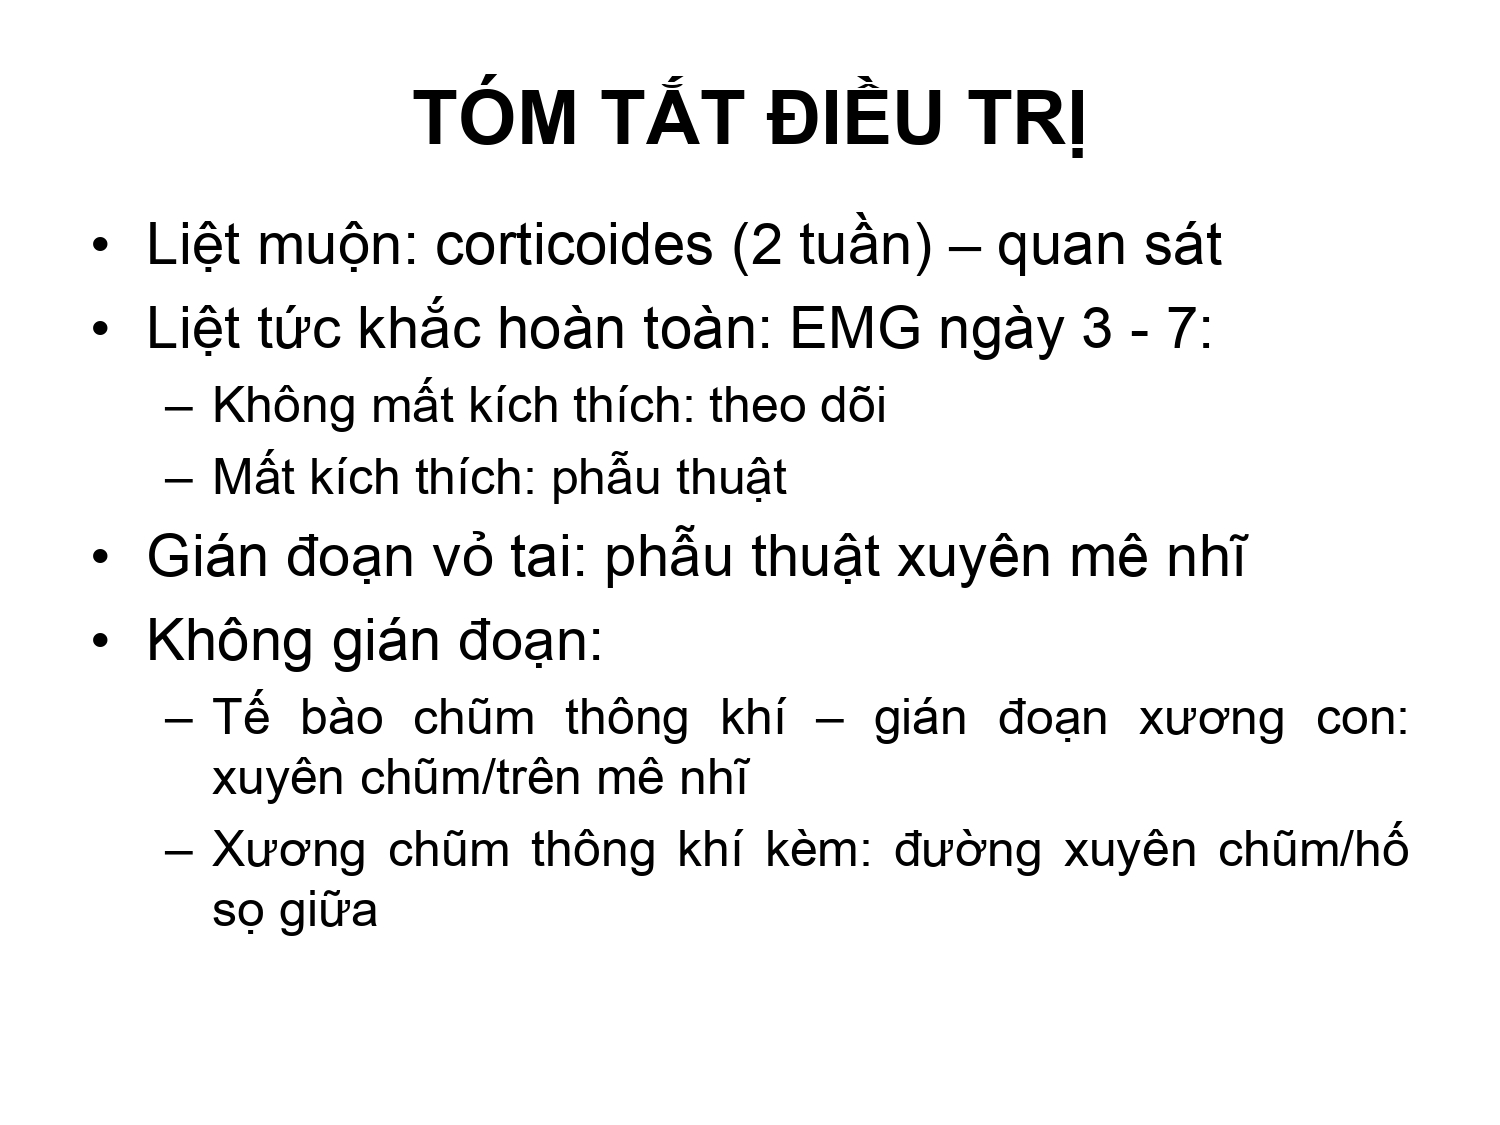 TÓM TẮT ĐIỀU TRỊ
• Liệt muộn: corticoides (2 tuần) – quan sát
• Liệt tức khắc hoàn toàn: EMG ngày 3 - 7:
– Không mất kích thích: theo dõi
– Mất kích thích: phẫu thuật
• Gián đoạn vỏ tai: phẫu thuật xuyên mê nhĩ
• Không gián đoạn:
– Tế bào chũm thông khí – gián đoạn xương con:
xuyên chũm/trên mê nhĩ
– Xương chũm thông khí kèm: đường xuyên chũm/hố
sọ giữa